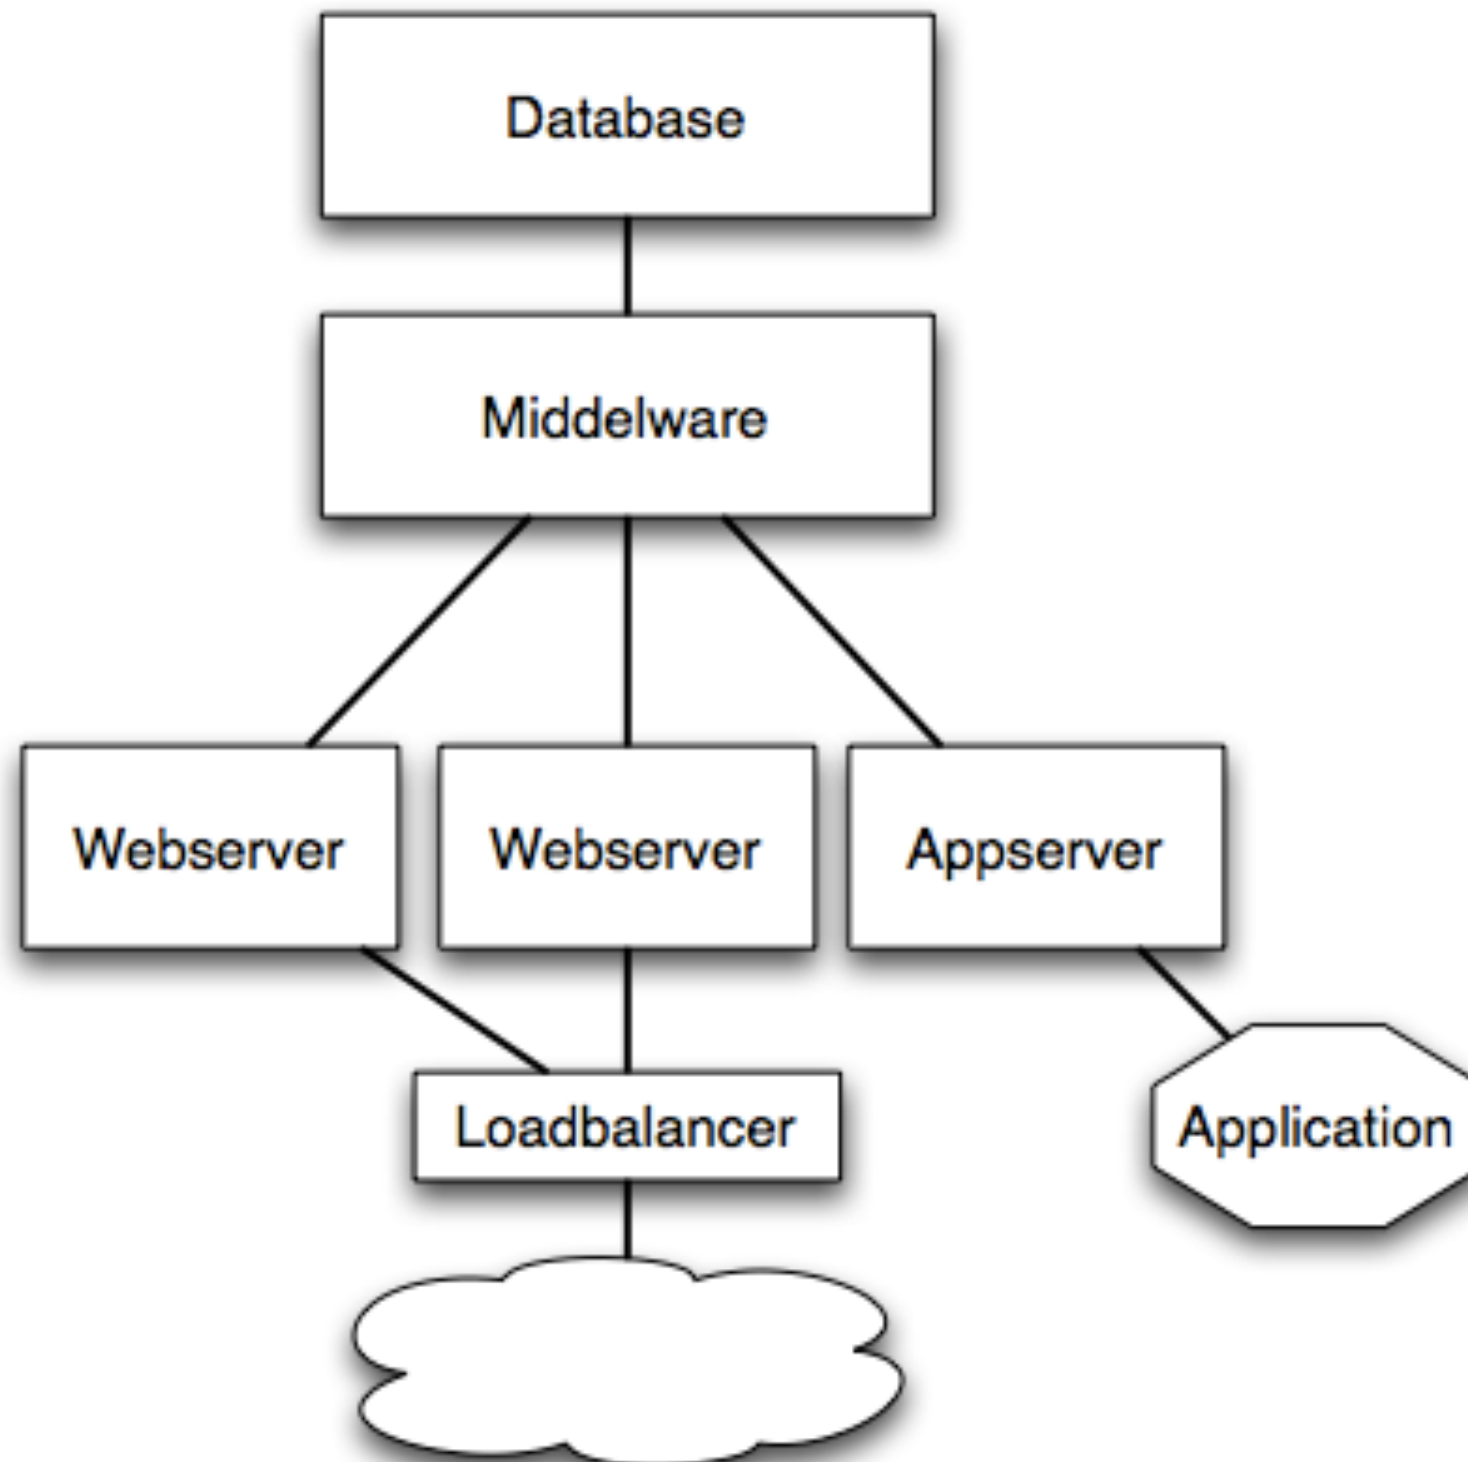 Database
Middelware
Webserver
Webserver
Appserver
Loadbalancer
Application